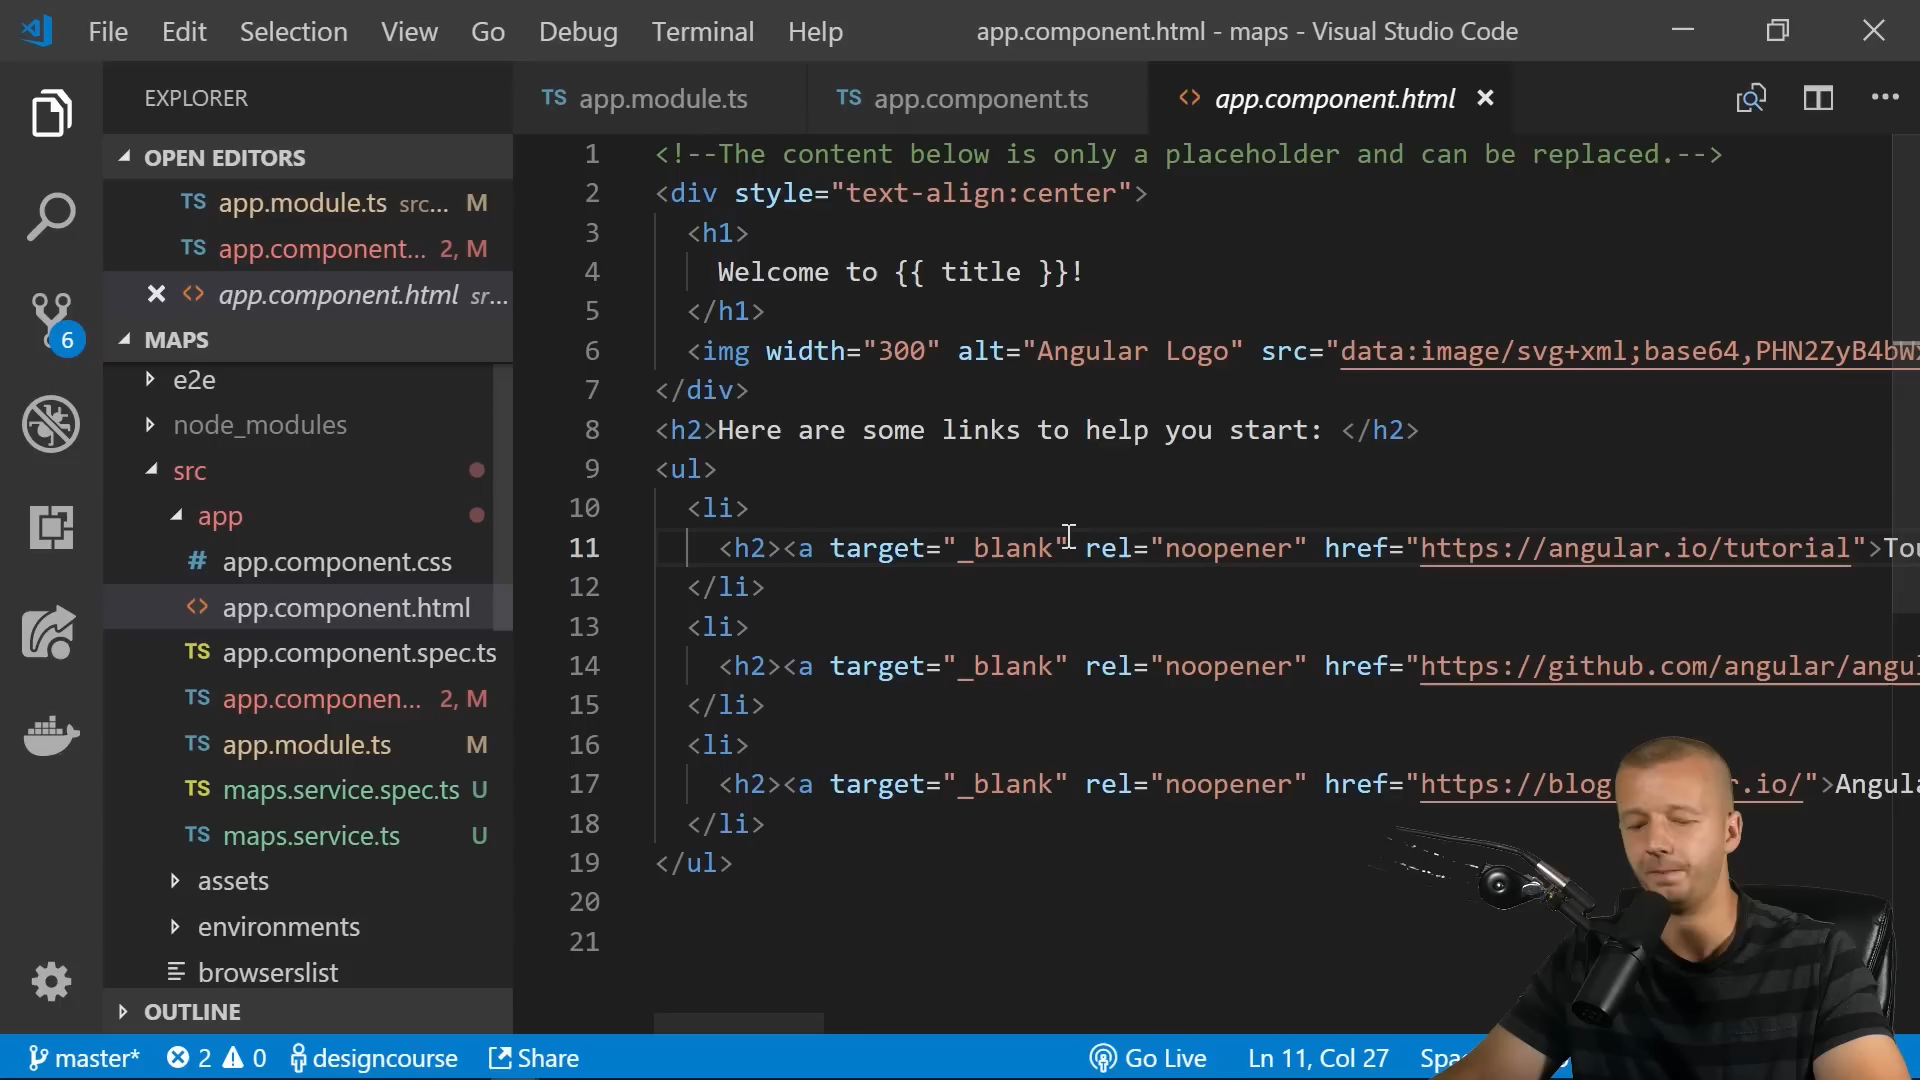 File Edit Selection View Go Debug Terminal Help app.component.html - maps - Visual Studio Code
EXPLORER
OPEN EDITORS
TS app.module.ts src... M
TS app.component... 2, M
<> app.component.html sr...
6
MAPS
e2e
node_modules
src
app
# app.component.css
<> app.component.html
TS app.component.spec.ts
TS app.componen... 2, M
TS app.module.ts M
TS maps.service.spec.ts U
TS maps.service.ts U
assets
environments
browserslist
OUTLINE
TS app.module.ts TS app.component.ts <> app.component.html
1 <!--The content below is only a placeholder and can be replaced.-->
2 <div style="text-align:center">
3 <h1>
4 Welcome to {{ title }}!
5 </h1>
6 <img width="300" alt="Angular Logo" src="data:image/svg+xml;base64,PHN2ZyB4bWx
7 </div>
8 <h2>Here are some links to help you start: </h2>
9 <ul>
10 <li>
11 <h2><a target="_blank" rel="noopener" href="https://angular.io/tutorial">Tou
12 </li>
13 <li>
14 <h2><a target="_blank" rel="noopener" href="https://github.com/angular/angul
15 </li>
16 <li>
17 <h2><a target="_blank" rel="noopener" href="https://blog r.io/">Angula
18 </li>
19 </ul>
20
21
master* 2 0 designcourse Share Go Live Ln 11, Col 27 Spa